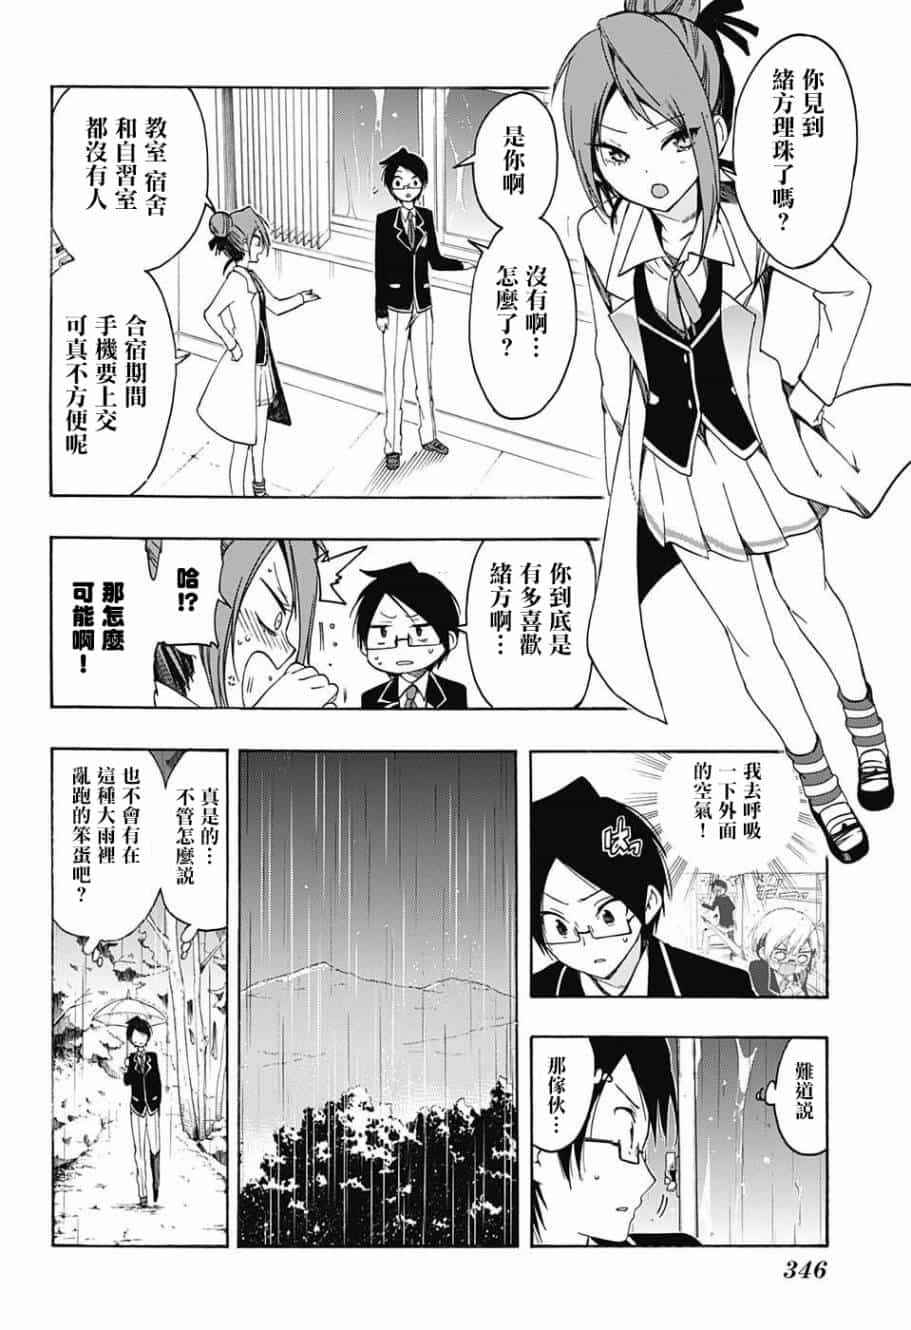 你見到
緒方理珠了嗎？
是你啊
沒有啊…
怎麼了？
教室 宿舍
和自習室
都沒有人
合宿期間
手機要上交
可真不方便呢
你到底是
有多喜歡
緒方啊…
哈!?
那怎麼
可能啊！
我去呼吸
一下外面
的空氣！
はっ
難道說
那傢伙…
真是的…
不管怎麼說
也不會有在
這種大雨裡
亂跑的笨蛋吧？
346